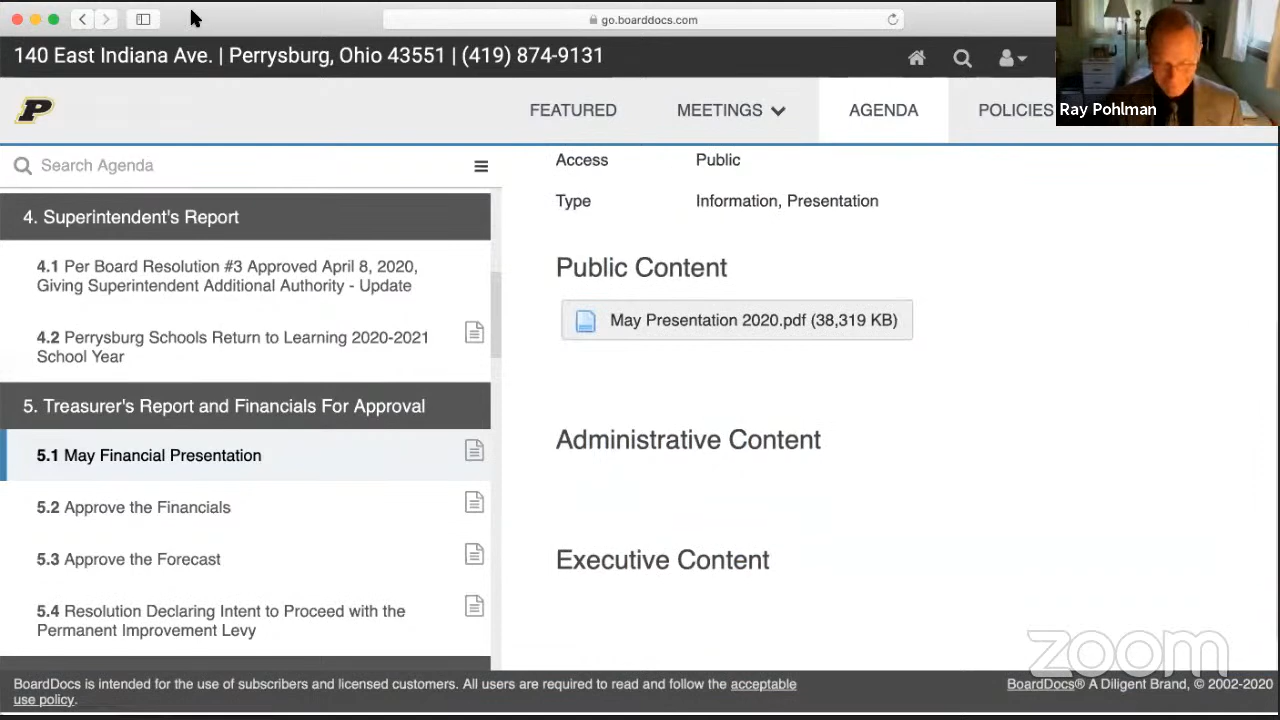 go.boarddocs.com
140 East Indiana Ave. | Perrysburg, Ohio 43551 | (419) 874-9131
P
FEATURED
MEETINGS
AGENDA
POLICIES
Ray Pohlman
Search Agenda
4. Superintendent's Report
4.1 Per Board Resolution #3 Approved April 8, 2020,
Giving Superintendent Additional Authority - Update
4.2 Perrysburg Schools Return to Learning 2020-2021
School Year
5. Treasurer's Report and Financials For Approval
5.1 May Financial Presentation
5.2 Approve the Financials
5.3 Approve the Forecast
5.4 Resolution Declaring Intent to Proceed with the
Permanent Improvement Levy
Access Public
Type Information, Presentation
Public Content
May Presentation 2020.pdf (38,319 KB)
Administrative Content
Executive Content
zoom
BoardDocs is intended for the use of subscribers and licensed customers. All users are required to read and follow the acceptable
use policy.
BoardDocs® A Diligent Brand, © 2002-2020